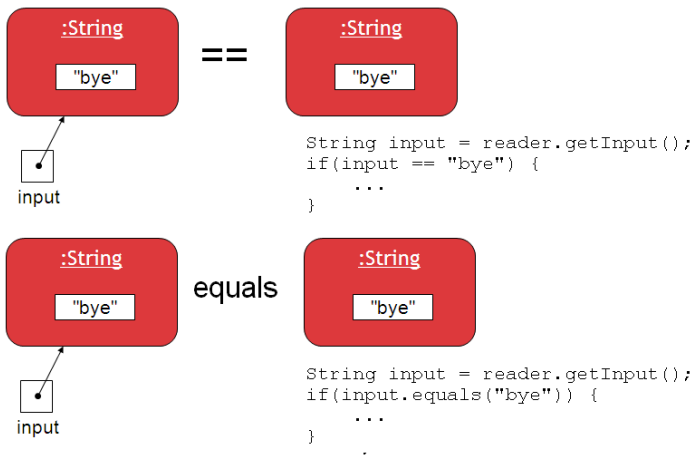 :String
"bye"
==
:String
"bye"
input
String input = reader.getInput();
if(input == "bye") {
...
}
:String
"bye"
equals
:String
"bye"
input
String input = reader.getInput();
if(input.equals("bye")) {
...
}